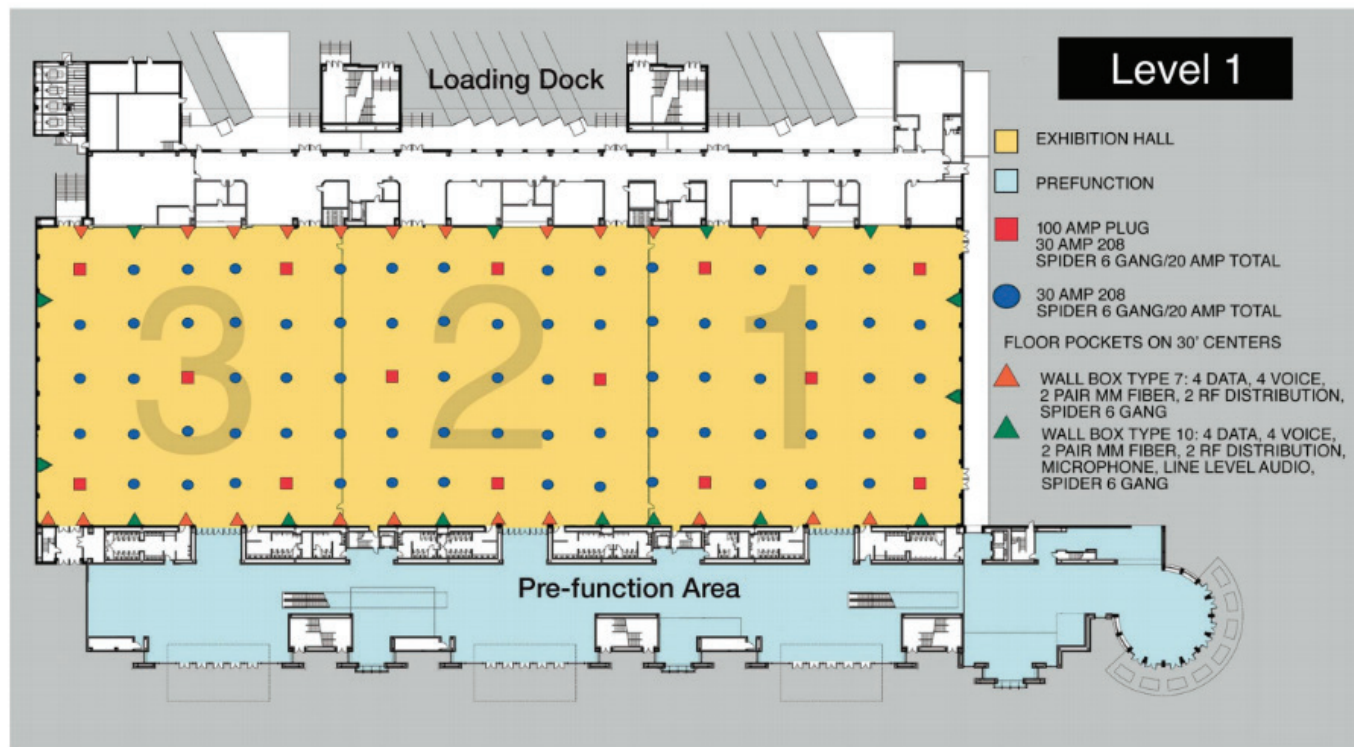 Loading Dock
Level 1
EXHIBITION HALL
PREFUNCTION
100 AMP PLUG
30 AMP 208
SPIDER 6 GANG/20 AMP TOTAL
30 AMP 208
SPIDER 6 GANG/20 AMP TOTAL
FLOOR POCKETS ON 30' CENTERS
WALL BOX TYPE 7: 4 DATA, 4 VOICE,
2 PAIR MM FIBER, 2 RF DISTRIBUTION,
SPIDER 6 GANG
WALL BOX TYPE 10: 4 DATA, 4 VOICE,
2 PAIR MM FIBER, 2 RF DISTRIBUTION,
MICROPHONE, LINE LEVEL AUDIO,
SPIDER 6 GANG
3 2 1
Pre-function Area